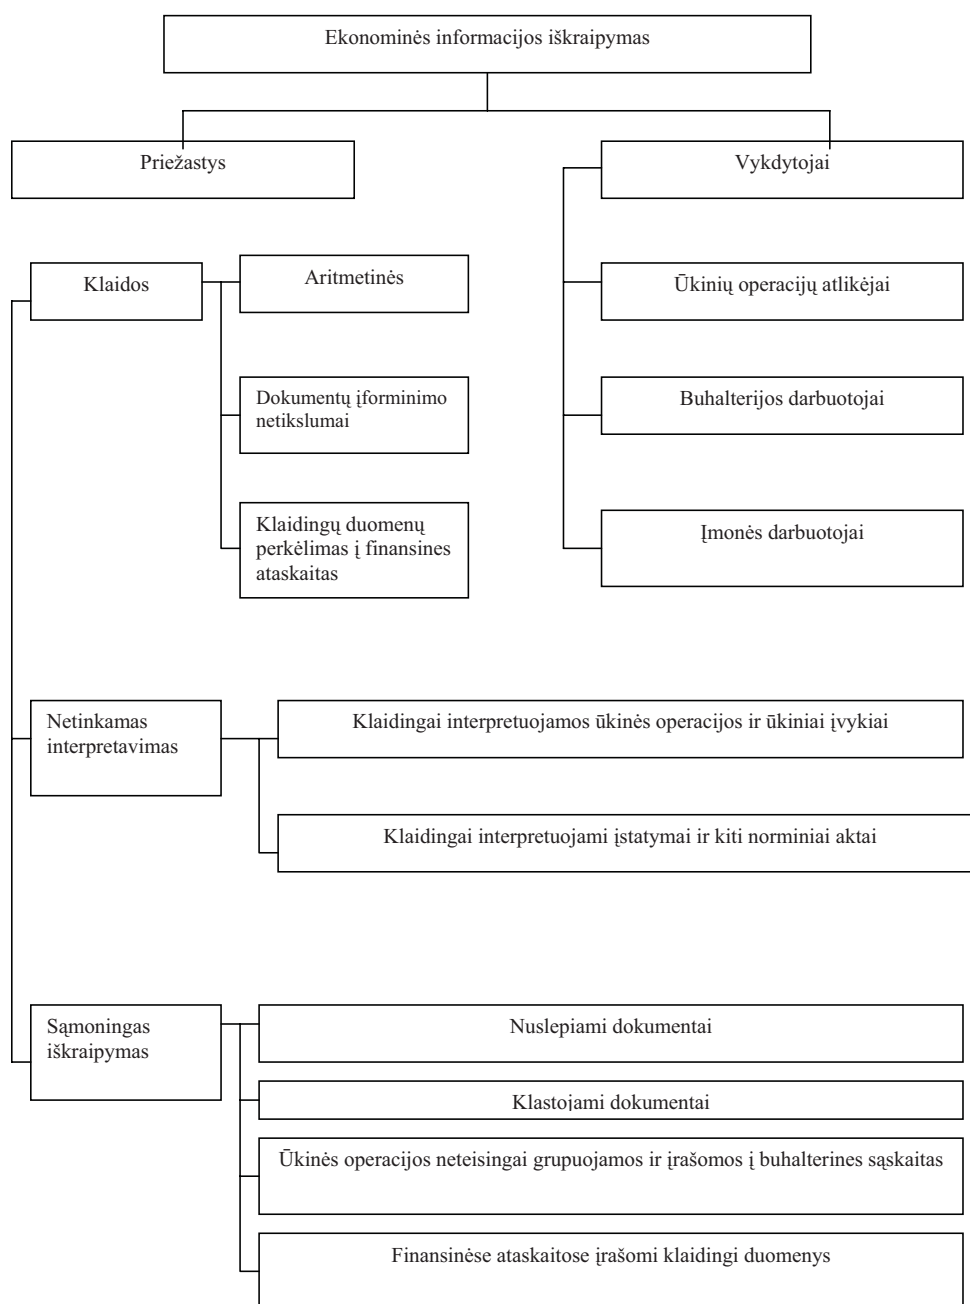 Ekonominės informacijos iškraipymas
Priežastys
Vykdytojai
Klaidos
Aritmetinės
Ūkinių operacijų atlikėjai
Dokumentų įforminimo
netikslumai
Buhalterijos darbuotojai
Klaidingų duomenų
perkėlimas į finansines
ataskaitas
Įmonės darbuotojai
Netinkamas
interpretavimas
Klaidingai interpretuojamos ūkinės operacijos ir ūkiniai įvykiai
Klaidingai interpretuojami įstatymai ir kiti norminiai aktai
Sąmoningas
iškraipymas
Nuslepiami dokumentai
Klastojami dokumentai
Ūkinės operacijos neteisingai grupuojamos ir įrašomos į buhalterines sąskaitas
Finansinėse ataskaitose įrašomi klaidingi duomenys